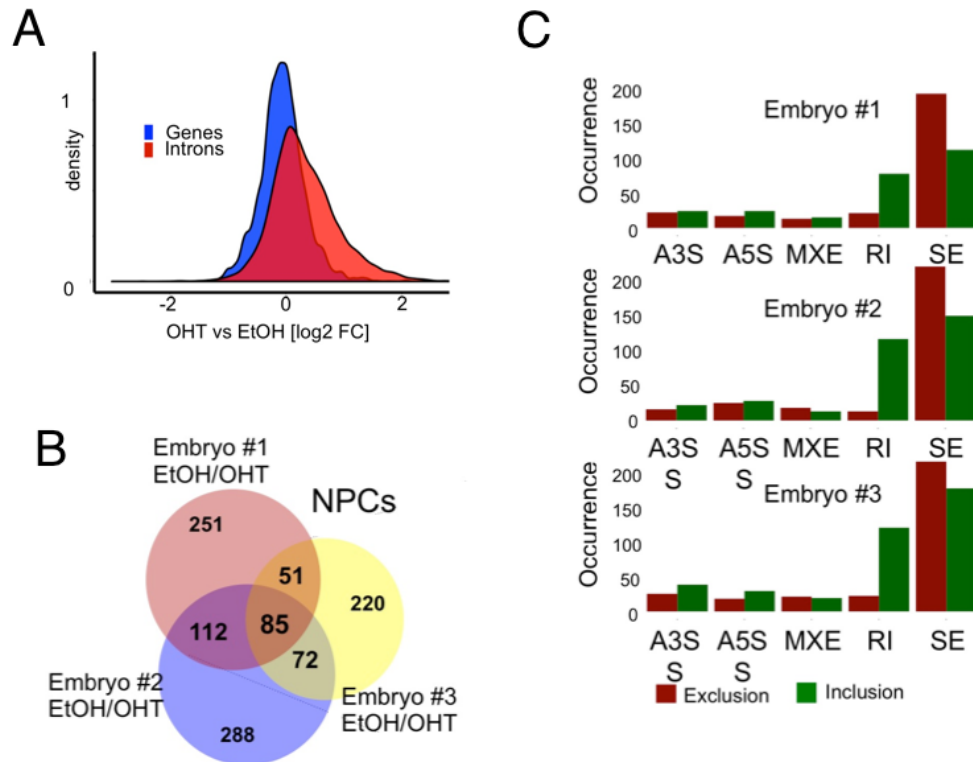 A
1
density
0
Genes
Introns
-2
0
2
OHT vs EtOH [log2 FC]
B
Embryo #1
EtOH/OHT
NPCs
251
51
220
112
85
72
Embryo #2
EtOH/OHT
Embryo #3
EtOH/OHT
288
C
Occurrence
200
150
100
50
0
Embryo #1
A3S
A5S
MXE
RI
SE
Occurrence
200
150
100
50
0
Embryo #2
A3S
S
A5S
S
MXE
RI
SE
Occurrence
200
150
100
50
0
Embryo #3
A3S
S
A5S
S
MXE
RI
SE
Exclusion
Inclusion